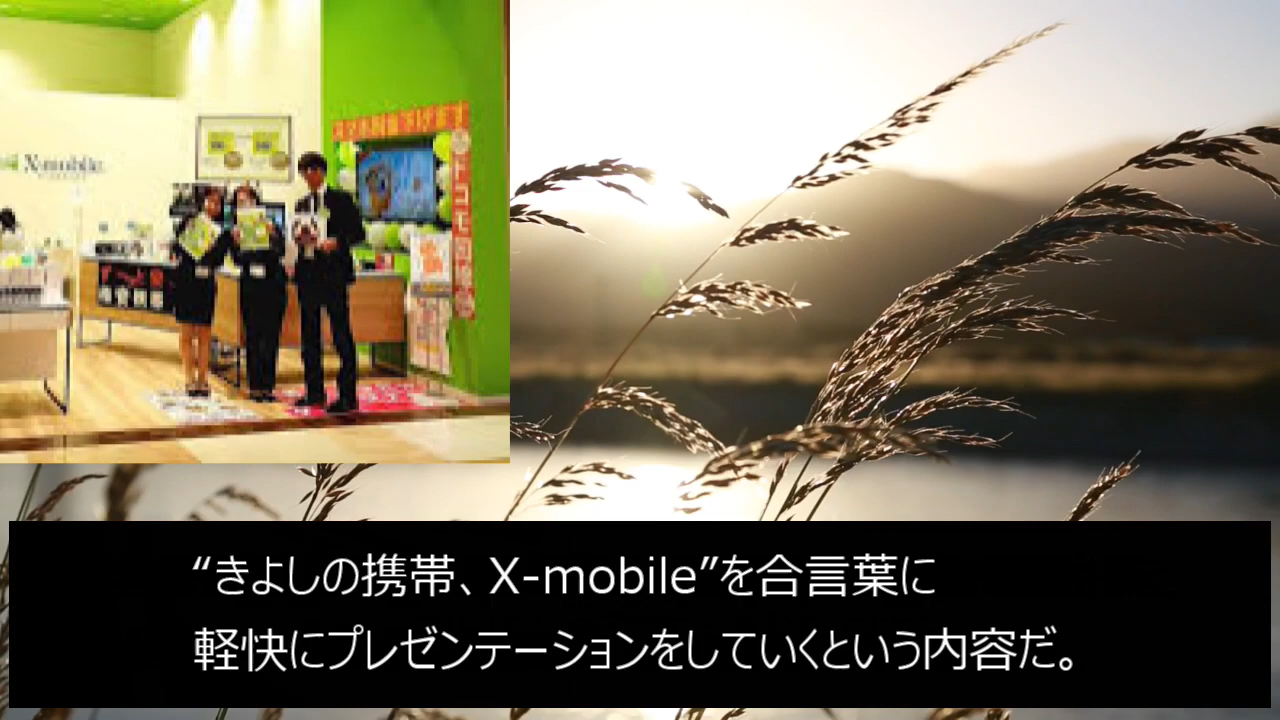 X-mobile
“きよしの携帯、X-mobile”を合言葉に
軽快にプレゼンテーションをしていくという内容だ。